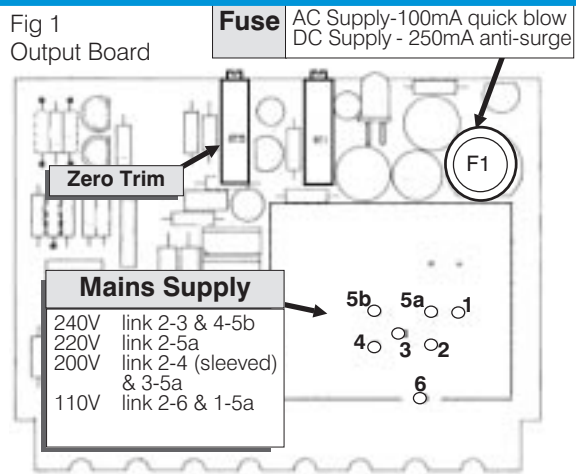 Fig 1
Output Board
Fuse
AC Supply-100mA quick blow
DC Supply - 250mA anti-surge
F1
Zero Trim
Mains Supply
240V link 2-3 & 4-5b
220V link 2-5a
200V link 2-4 (sleeved)
& 3-5a
110V link 2-6 & 1-5a
5b 5a 1
4 3 2
6